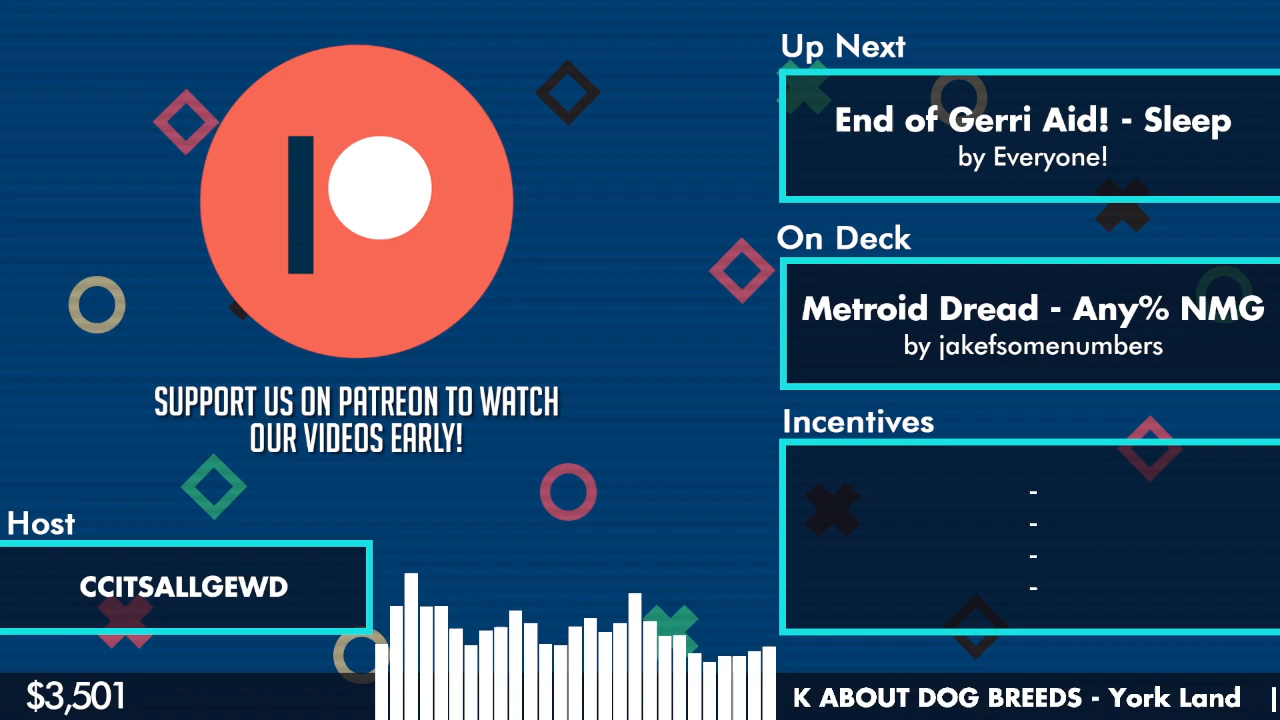 SUPPORT US ON PATREON TO WATCH
OUR VIDEOS EARLY!
Host
CCITSALLGEWD
$3,501
Up Next
End of Gerri Aid! - Sleep
by Everyone!
On Deck
Metroid Dread - Any% NMG
by jakefsomenumbers
Incentives
-
-
-
-
K ABOUT DOG BREEDS - York Land |